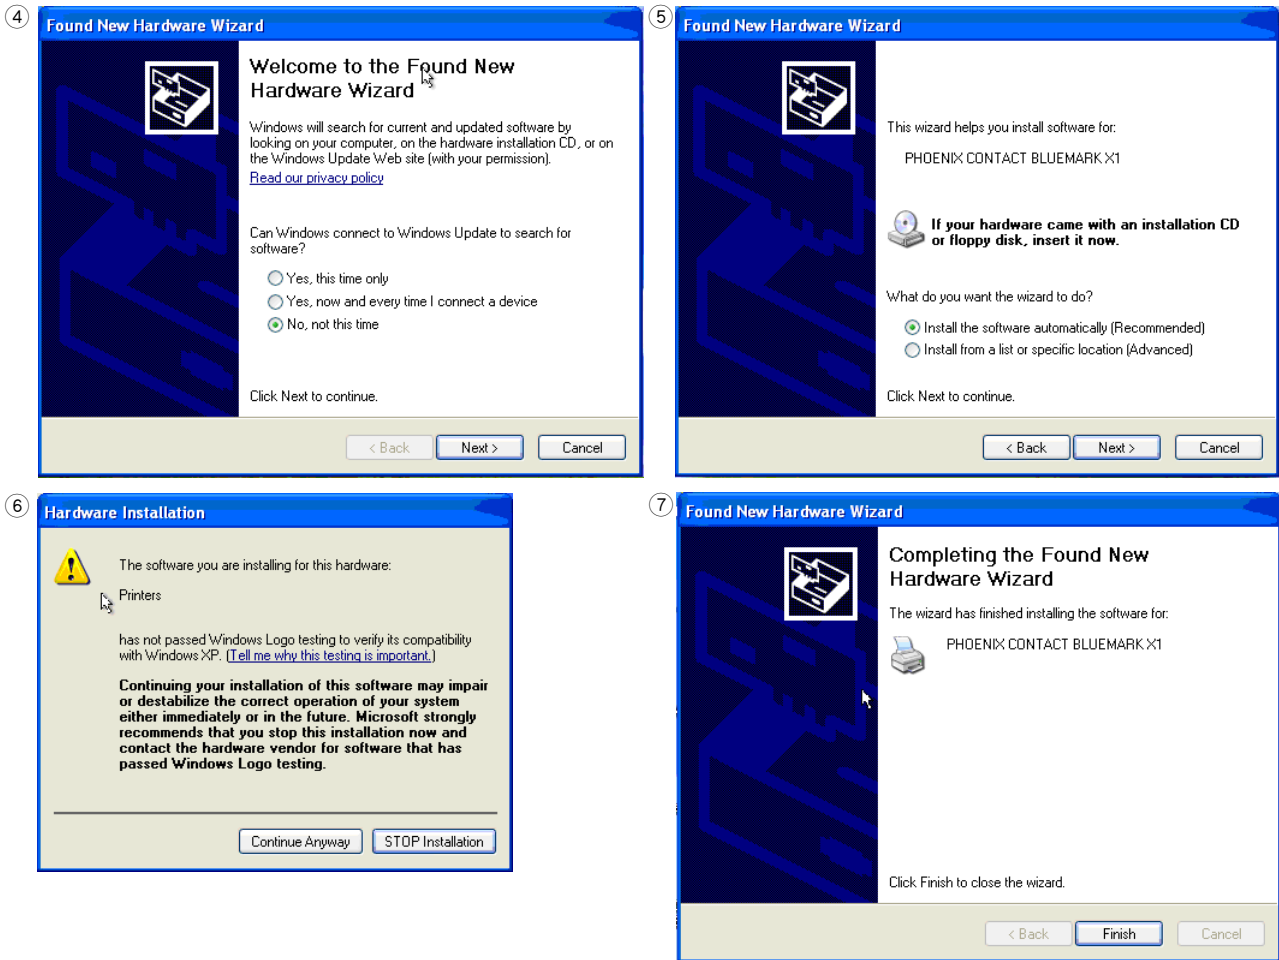 ④
Found New Hardware Wizard
Welcome to the Found New
Hardware Wizard
Windows will search for current and updated software by
looking on your computer, on the hardware installation CD, or on
the Windows Update Web site (with your permission).
Read our privacy policy
Can Windows connect to Windows Update to search for
software?
Yes, this time only
Yes, now and every time I connect a device
No, not this time
Click Next to continue.
< Back
Next >
Cancel
⑤
Found New Hardware Wizard
This wizard helps you install software for:
PHOENIX CONTACT BLUEMARK X1
If your hardware came with an installation CD
or floppy disk, insert it now.
What do you want the wizard to do?
Install the software automatically (Recommended)
Install from a list or specific location (Advanced)
Click Next to continue.
< Back
Next >
Cancel
⑥
Hardware Installation
The software you are installing for this hardware:
Printers
has not passed Windows Logo testing to verify its compatibility
with Windows XP. (Tell me why this testing is important.)
Continuing your installation of this software may impair
or destabilize the correct operation of your system
either immediately or in the future. Microsoft strongly
recommends that you stop this installation now and
contact the hardware vendor for software that has
passed Windows Logo testing.
Continue Anyway
STOP Installation
⑦
Found New Hardware Wizard
Completing the Found New
Hardware Wizard
The wizard has finished installing the software for:
PHOENIX CONTACT BLUEMARK X1
Click Finish to close the wizard.
< Back
Finish
Cancel